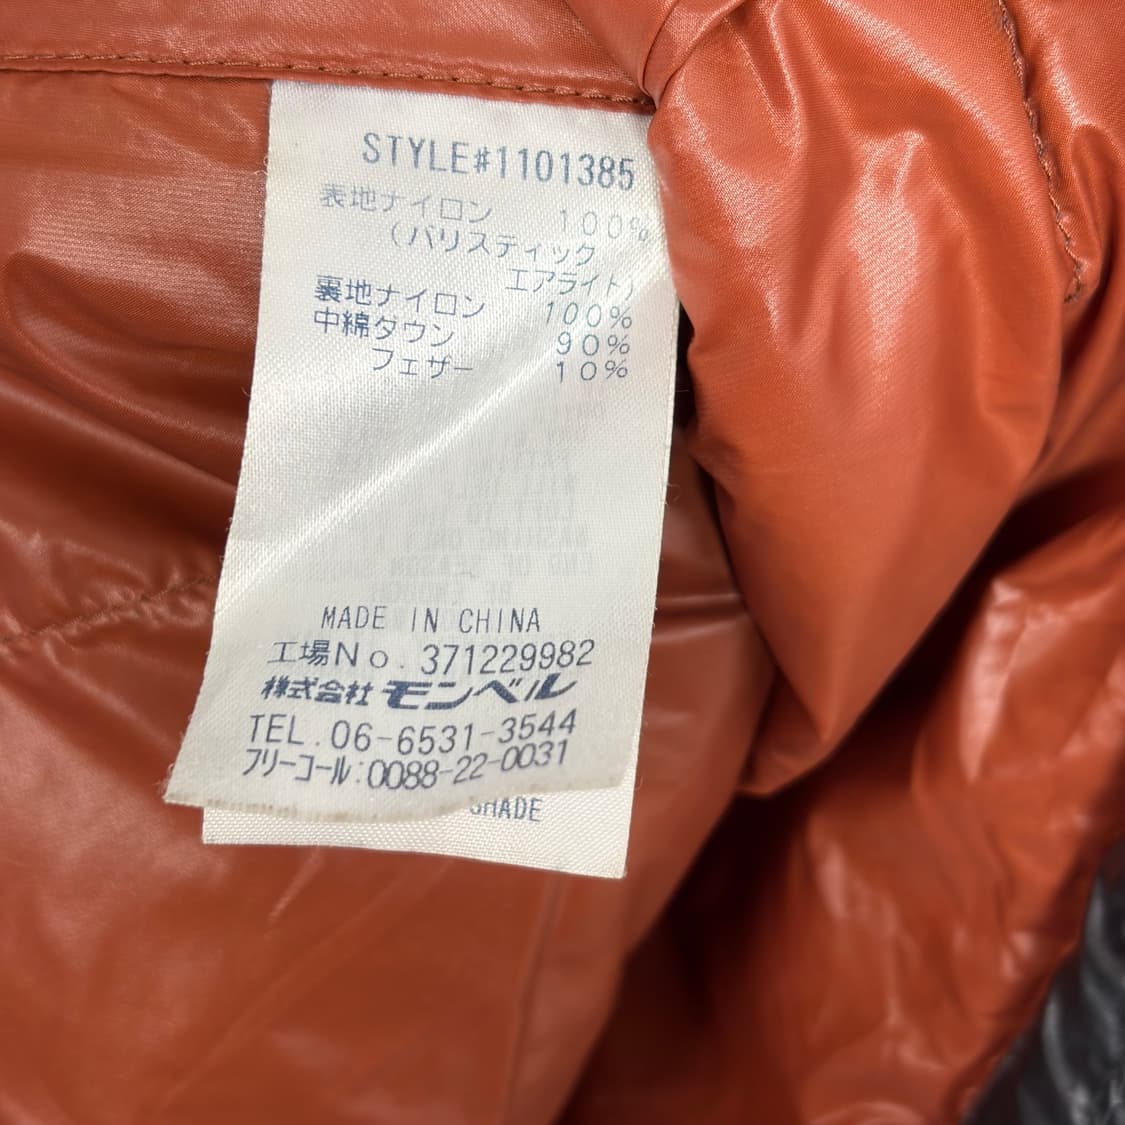 STYLE#1101385
表地ナイロン 100%
(バリスティック
エアライト)
裏地ナイロン 100%
中綿ダウン 90%
フェザー 10%
MADE IN CHINA
工場No. 371229982
株式会社 モンベル
TEL.06-6531-3544
フリーコール:0088-22-0031
SHADE